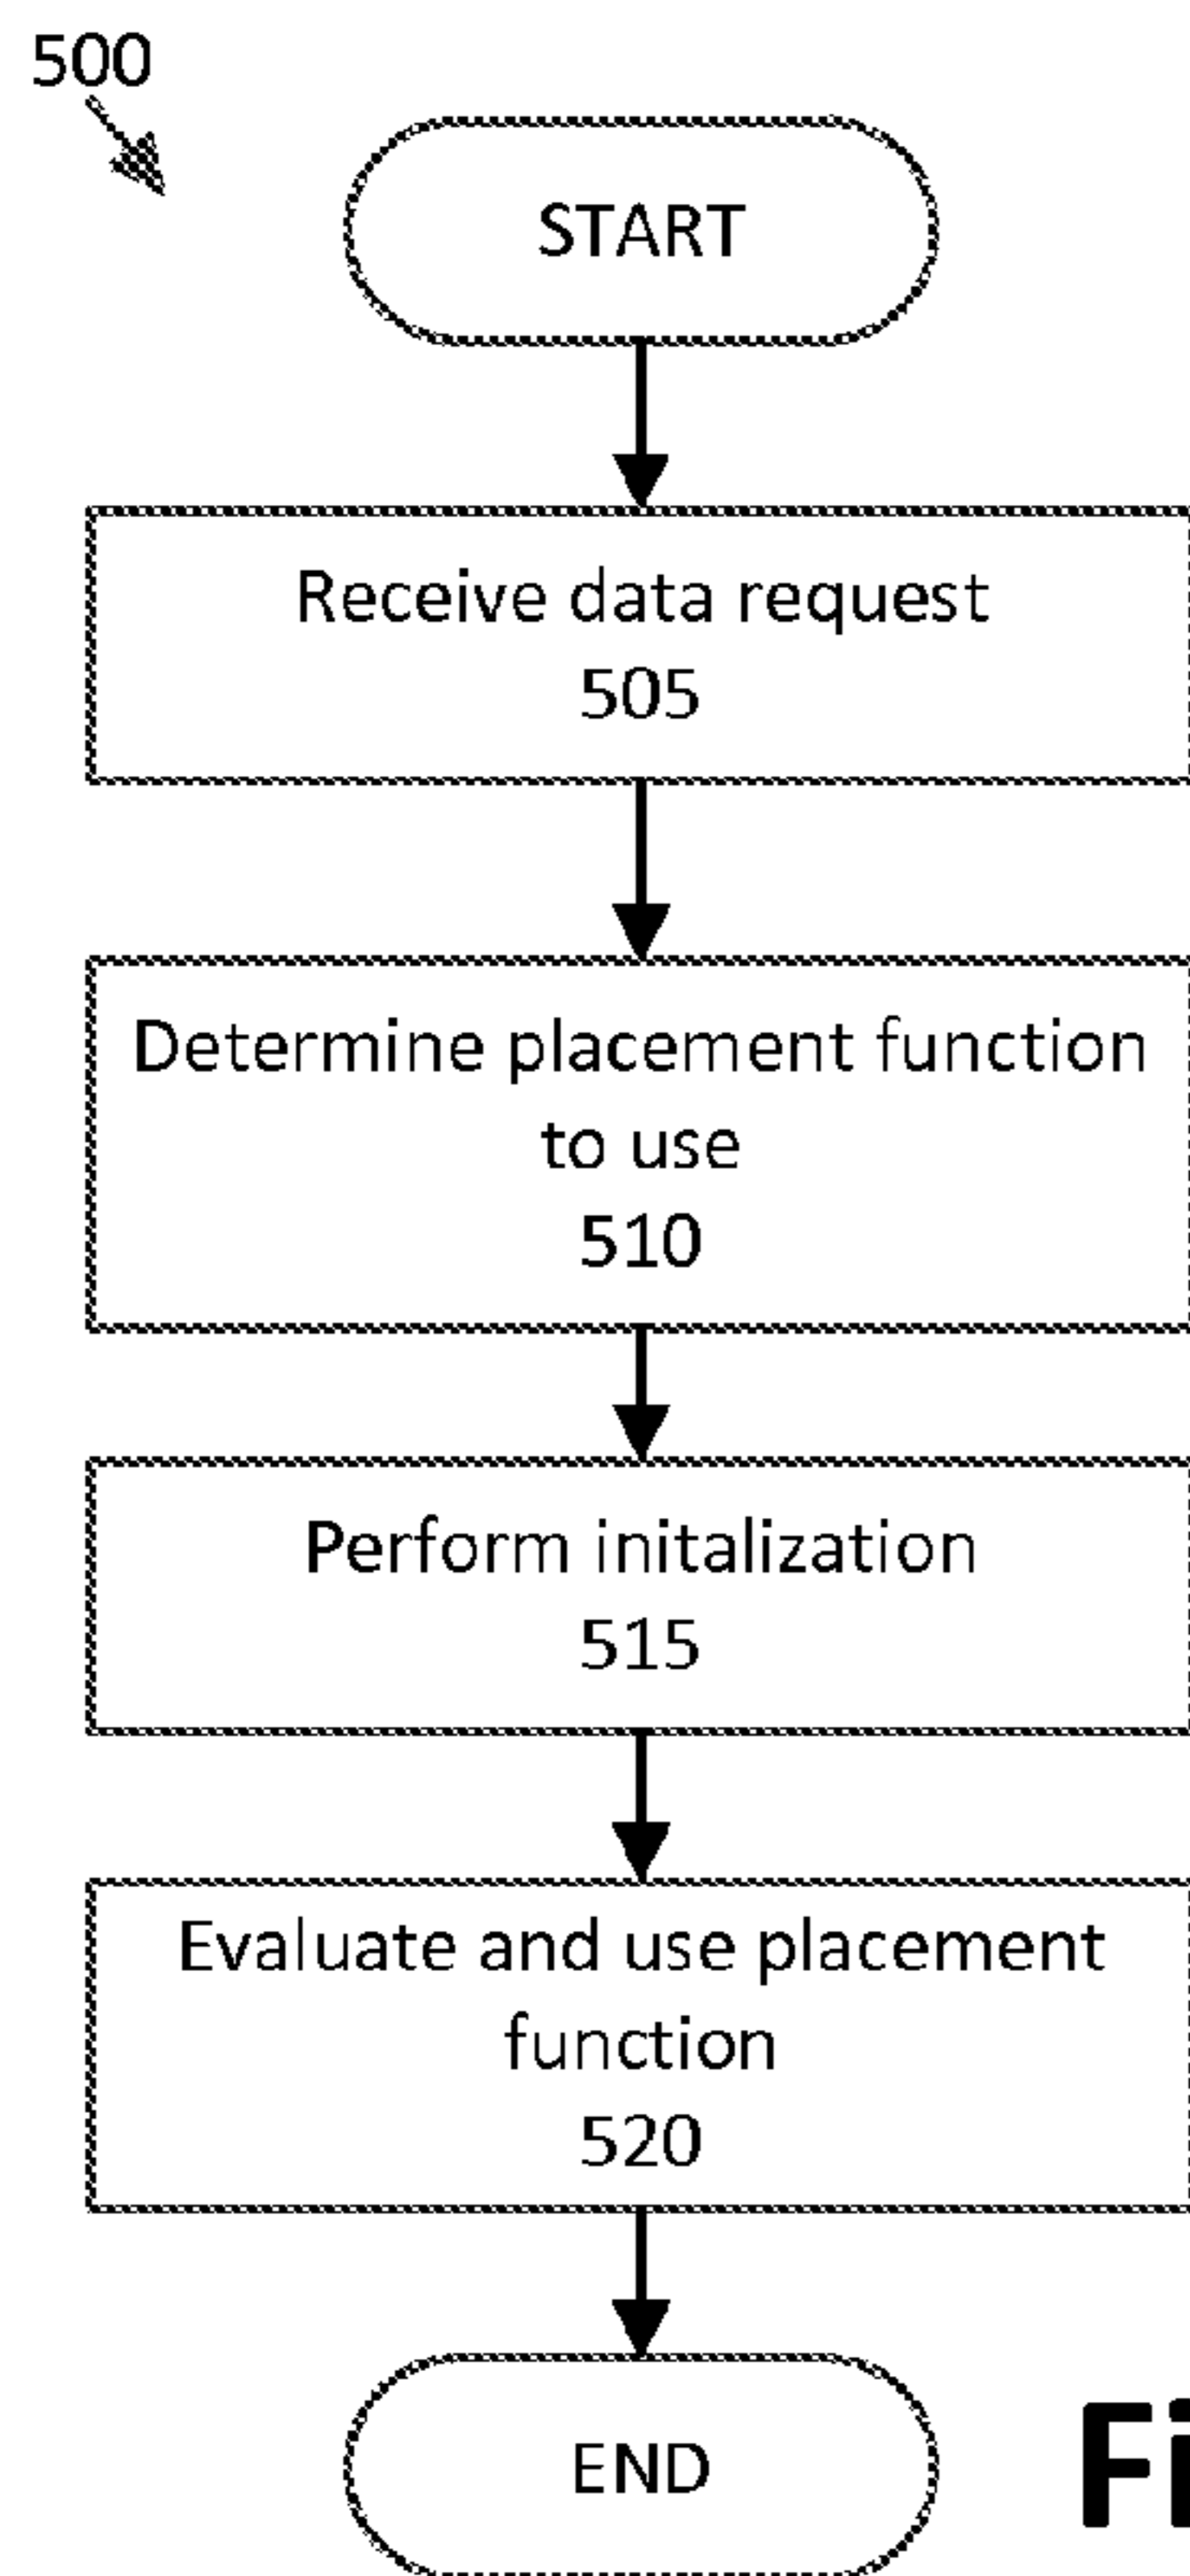 500
START
Receive data request
505
Determine placement function
to use
510
Perform initalization
515
Evaluate and use placement
function
520
END
Fi